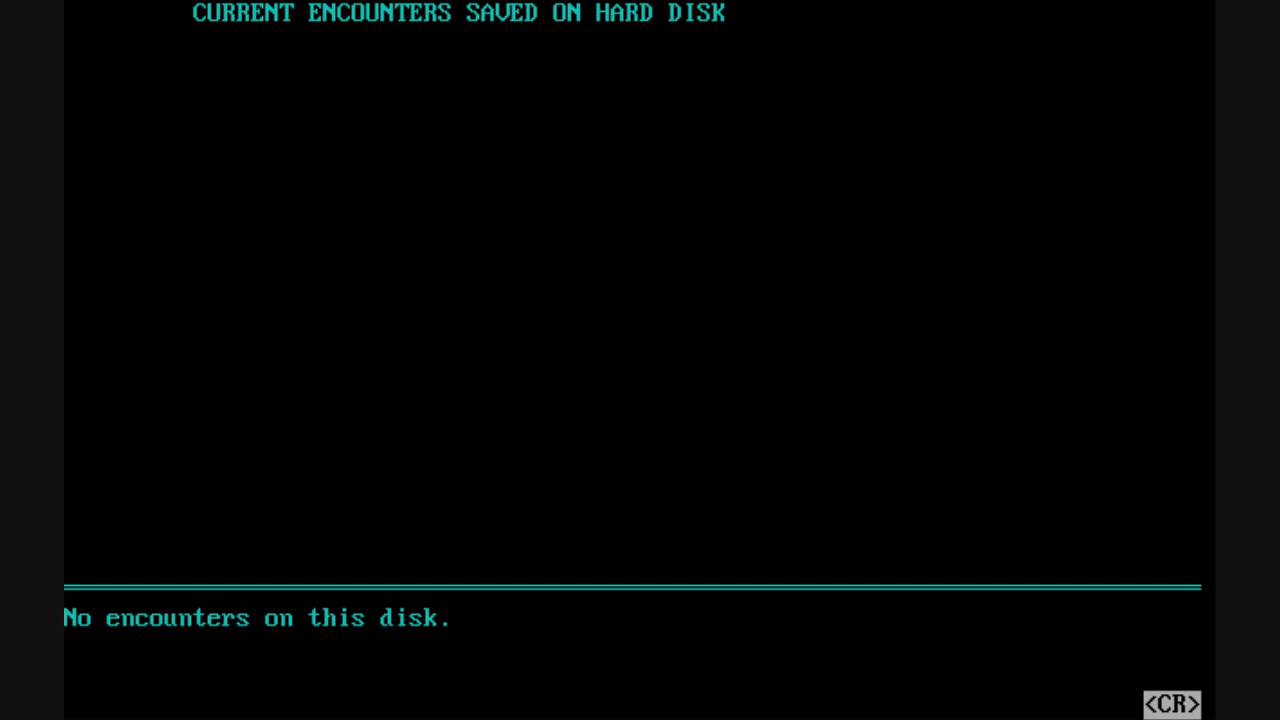 CURRENT ENCOUNTERS SAVED ON HARD DISK
No encounters on this disk.
<CR>